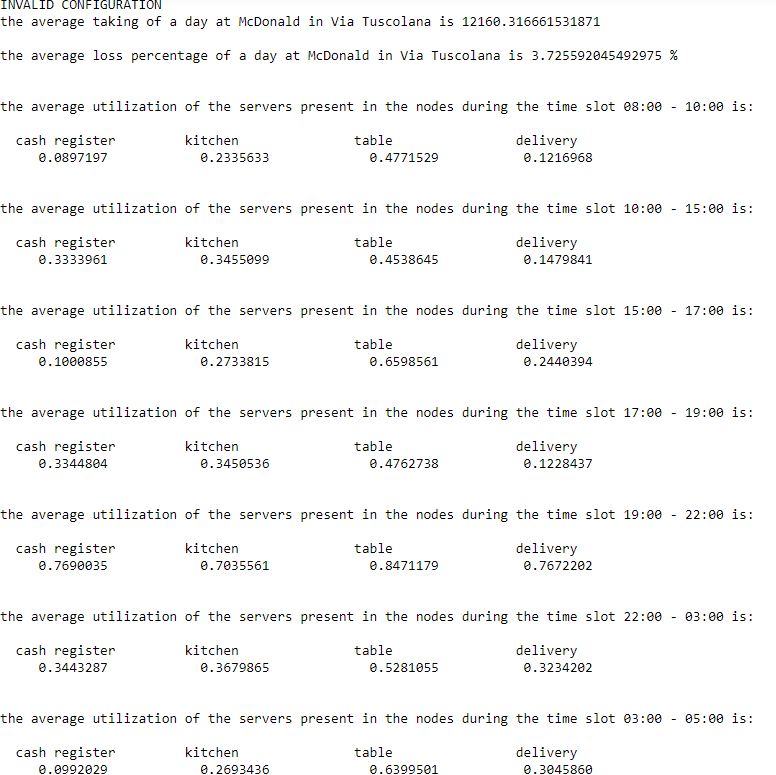 INVALID CONFIGURATION
the average taking of a day at McDonald in Via Tuscolana is 12160.316661531871
the average loss percentage of a day at McDonald in Via Tuscolana is 3.725592045492975 %
the average utilization of the servers present in the nodes during the time slot 08:00 - 10:00 is:
cash register kitchen table delivery
0.0897197 0.2335633 0.4771529 0.1216968
the average utilization of the servers present in the nodes during the time slot 10:00 - 15:00 is:
cash register kitchen table delivery
0.3333961 0.3455099 0.4538645 0.1479841
the average utilization of the servers present in the nodes during the time slot 15:00 - 17:00 is:
cash register kitchen table delivery
0.1000855 0.2733815 0.6598561 0.2440394
the average utilization of the servers present in the nodes during the time slot 17:00 - 19:00 is:
cash register kitchen table delivery
0.3344804 0.3450536 0.4762738 0.1228437
the average utilization of the servers present in the nodes during the time slot 19:00 - 22:00 is:
cash register kitchen table delivery
0.7690035 0.7035561 0.8471179 0.7672202
the average utilization of the servers present in the nodes during the time slot 22:00 - 03:00 is:
cash register kitchen table delivery
0.3443287 0.3679865 0.5281055 0.3234202
the average utilization of the servers present in the nodes during the time slot 03:00 - 05:00 is:
cash register kitchen table delivery
0.0992029 0.2693436 0.6399501 0.3045860